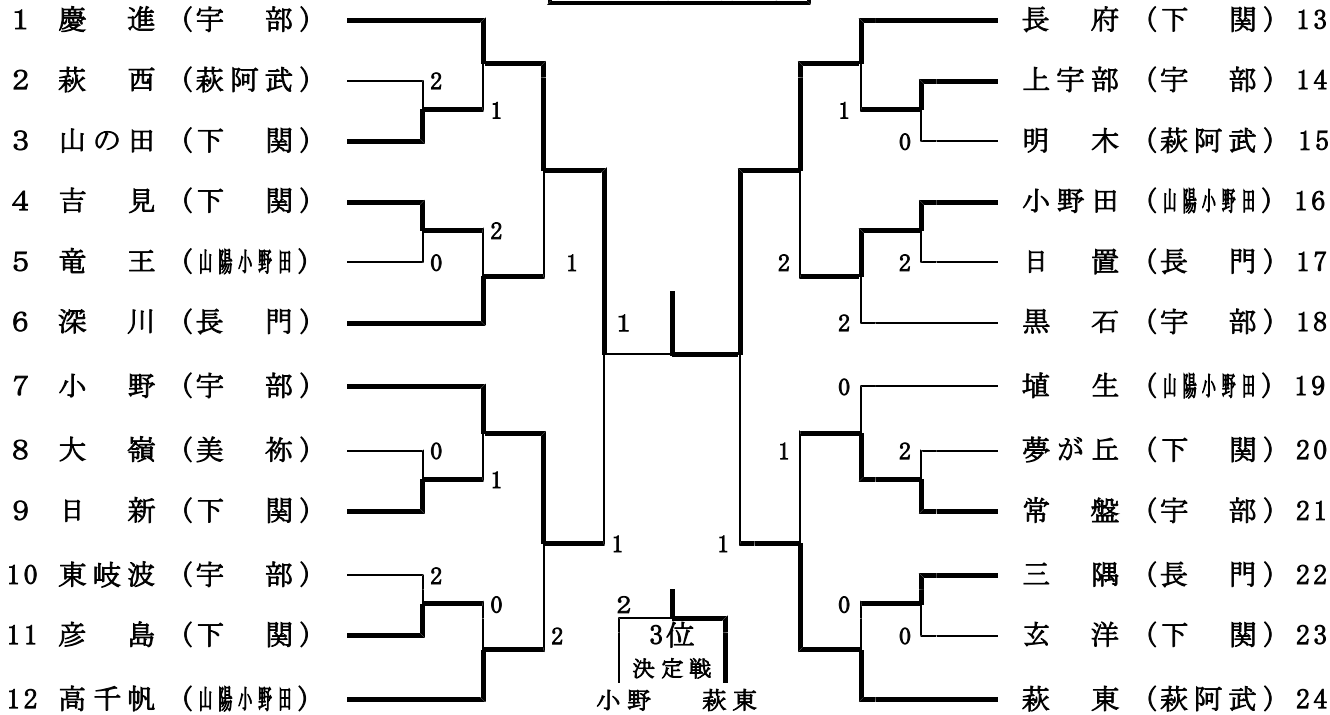 1 慶 進 (宇 部)
2 萩 西 (萩阿武)
3 山の田 (下 関)
4 吉 見 (下 関)
5 竜 王 (山陽小野田)
6 深 川 (長 門)
7 小 野 (宇 部)
8 大 嶺 (美 祢)
9 日 新 (下 関)
10 東岐波 (宇 部)
11 彦 島 (下 関)
12 高千帆 (山陽小野田)
2
1
2
0
1
1
0
1
1
2
0
2
2
3位
決定戦
小野 萩東
1
0
2
2
2
0
1
2
1
0
0
長 府 (下 関) 13
上宇部 (宇 部) 14
明 木 (萩阿武) 15
小野田 (山陽小野田) 16
日 置 (長 門) 17
黒 石 (宇 部) 18
埴 生 (山陽小野田) 19
夢が丘 (下 関) 20
常 盤 (宇 部) 21
三 隅 (長 門) 22
玄 洋 (下 関) 23
萩 東 (萩阿武) 24